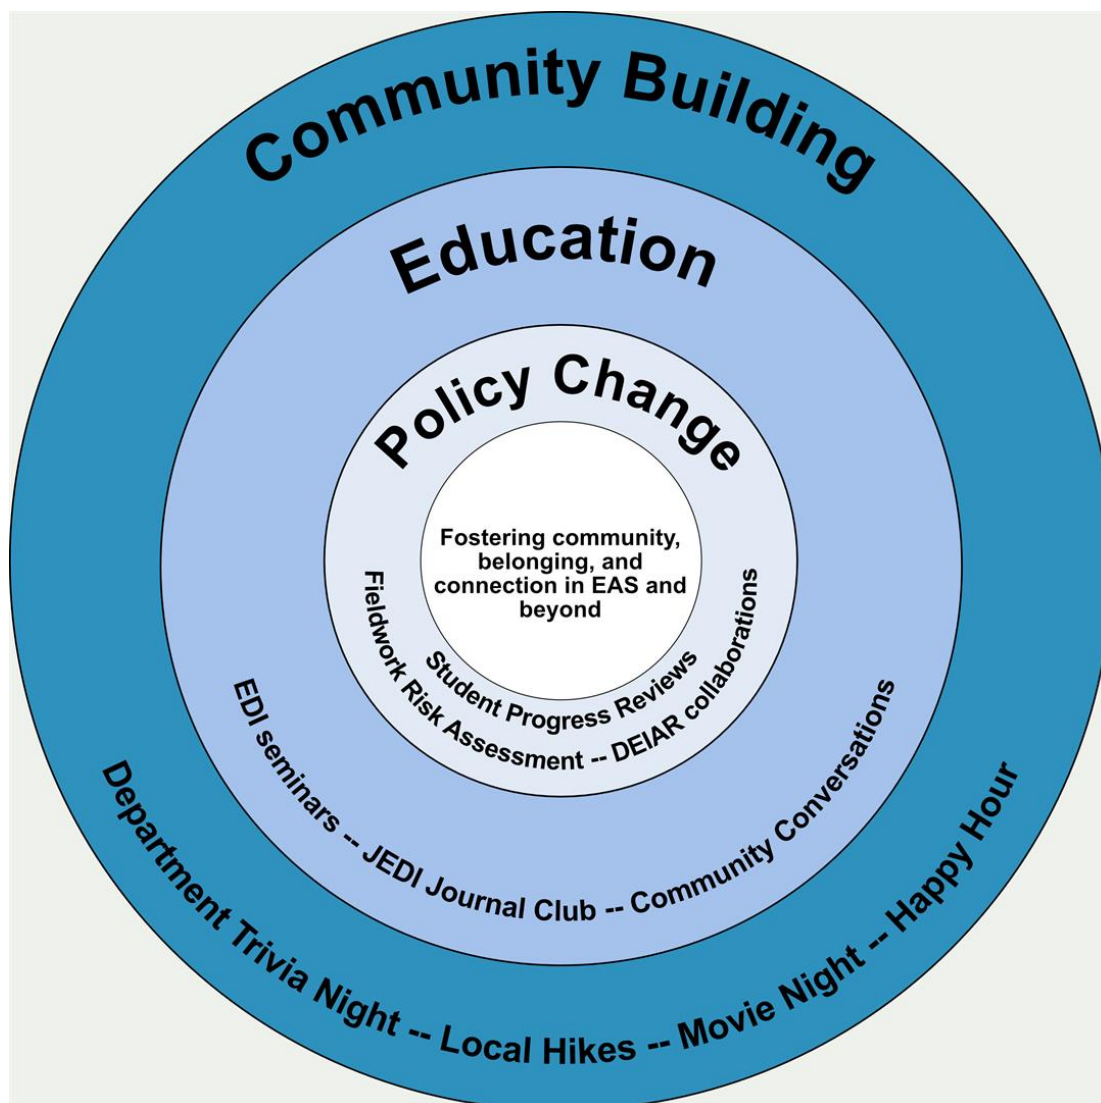 Community Building
Education
Policy Change
Fostering community,
belonging, and
connection in EAS and
beyond
Student Progress Reviews
Fieldwork Risk Assessment -- DEIAR collaborations
EDI seminars -- JEDI Journal Club -- Community Conversations
Department Trivia Night -- Local Hikes -- Movie Night -- Happy Hour